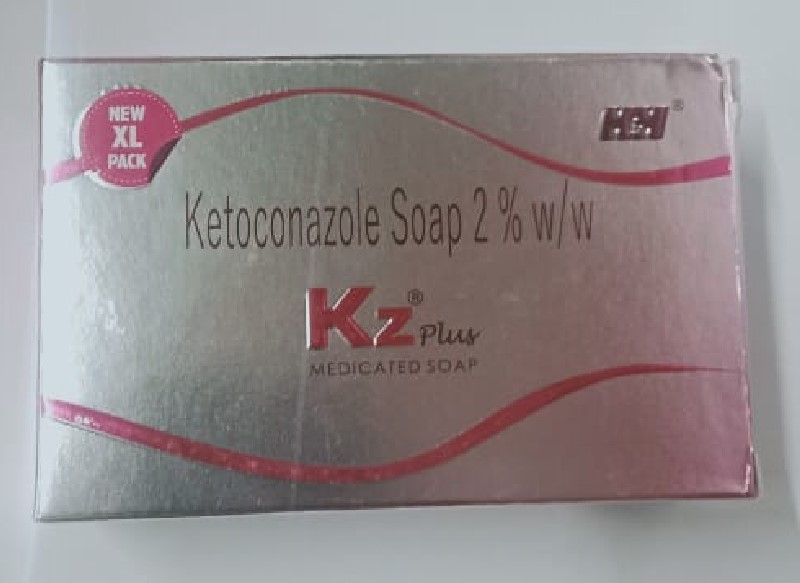 NEW
XL
PACK
H&H®
Ketoconazole Soap 2 % w/w
Kz® Plus
MEDICATED SOAP